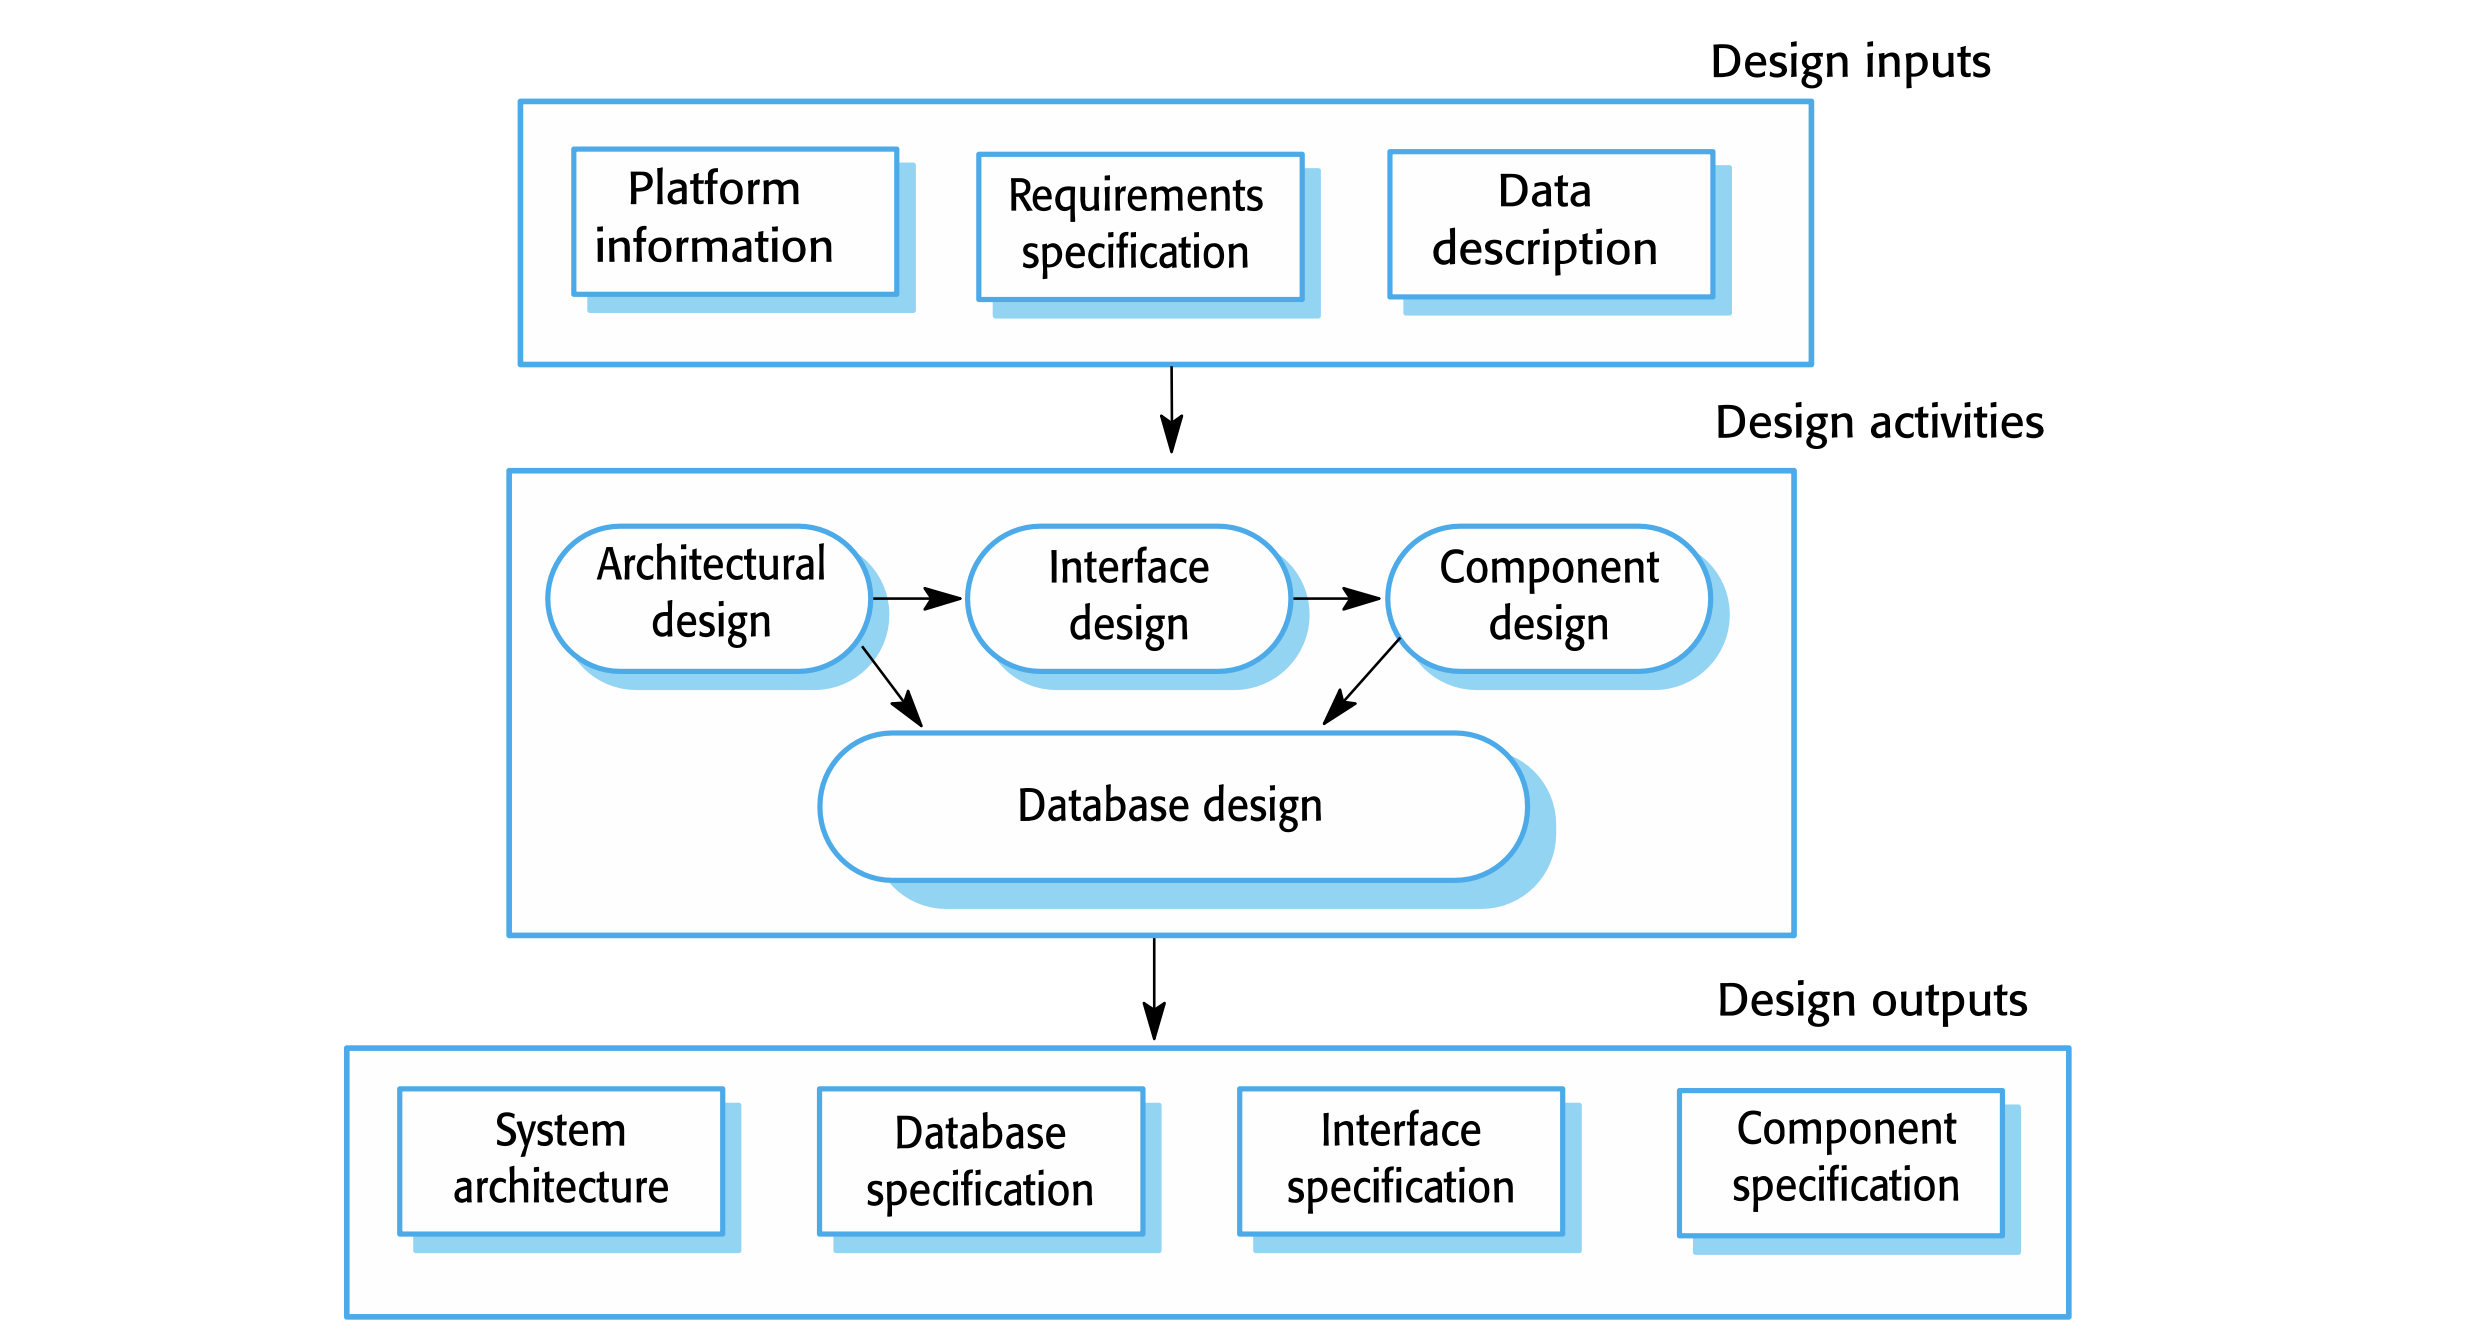 Design inputs
Platform
information
Requirements
specification
Data
description
Design activities
Architectural
design
Interface
design
Component
design
Database design
Design outputs
System
architecture
Database
specification
Interface
specification
Component
specification